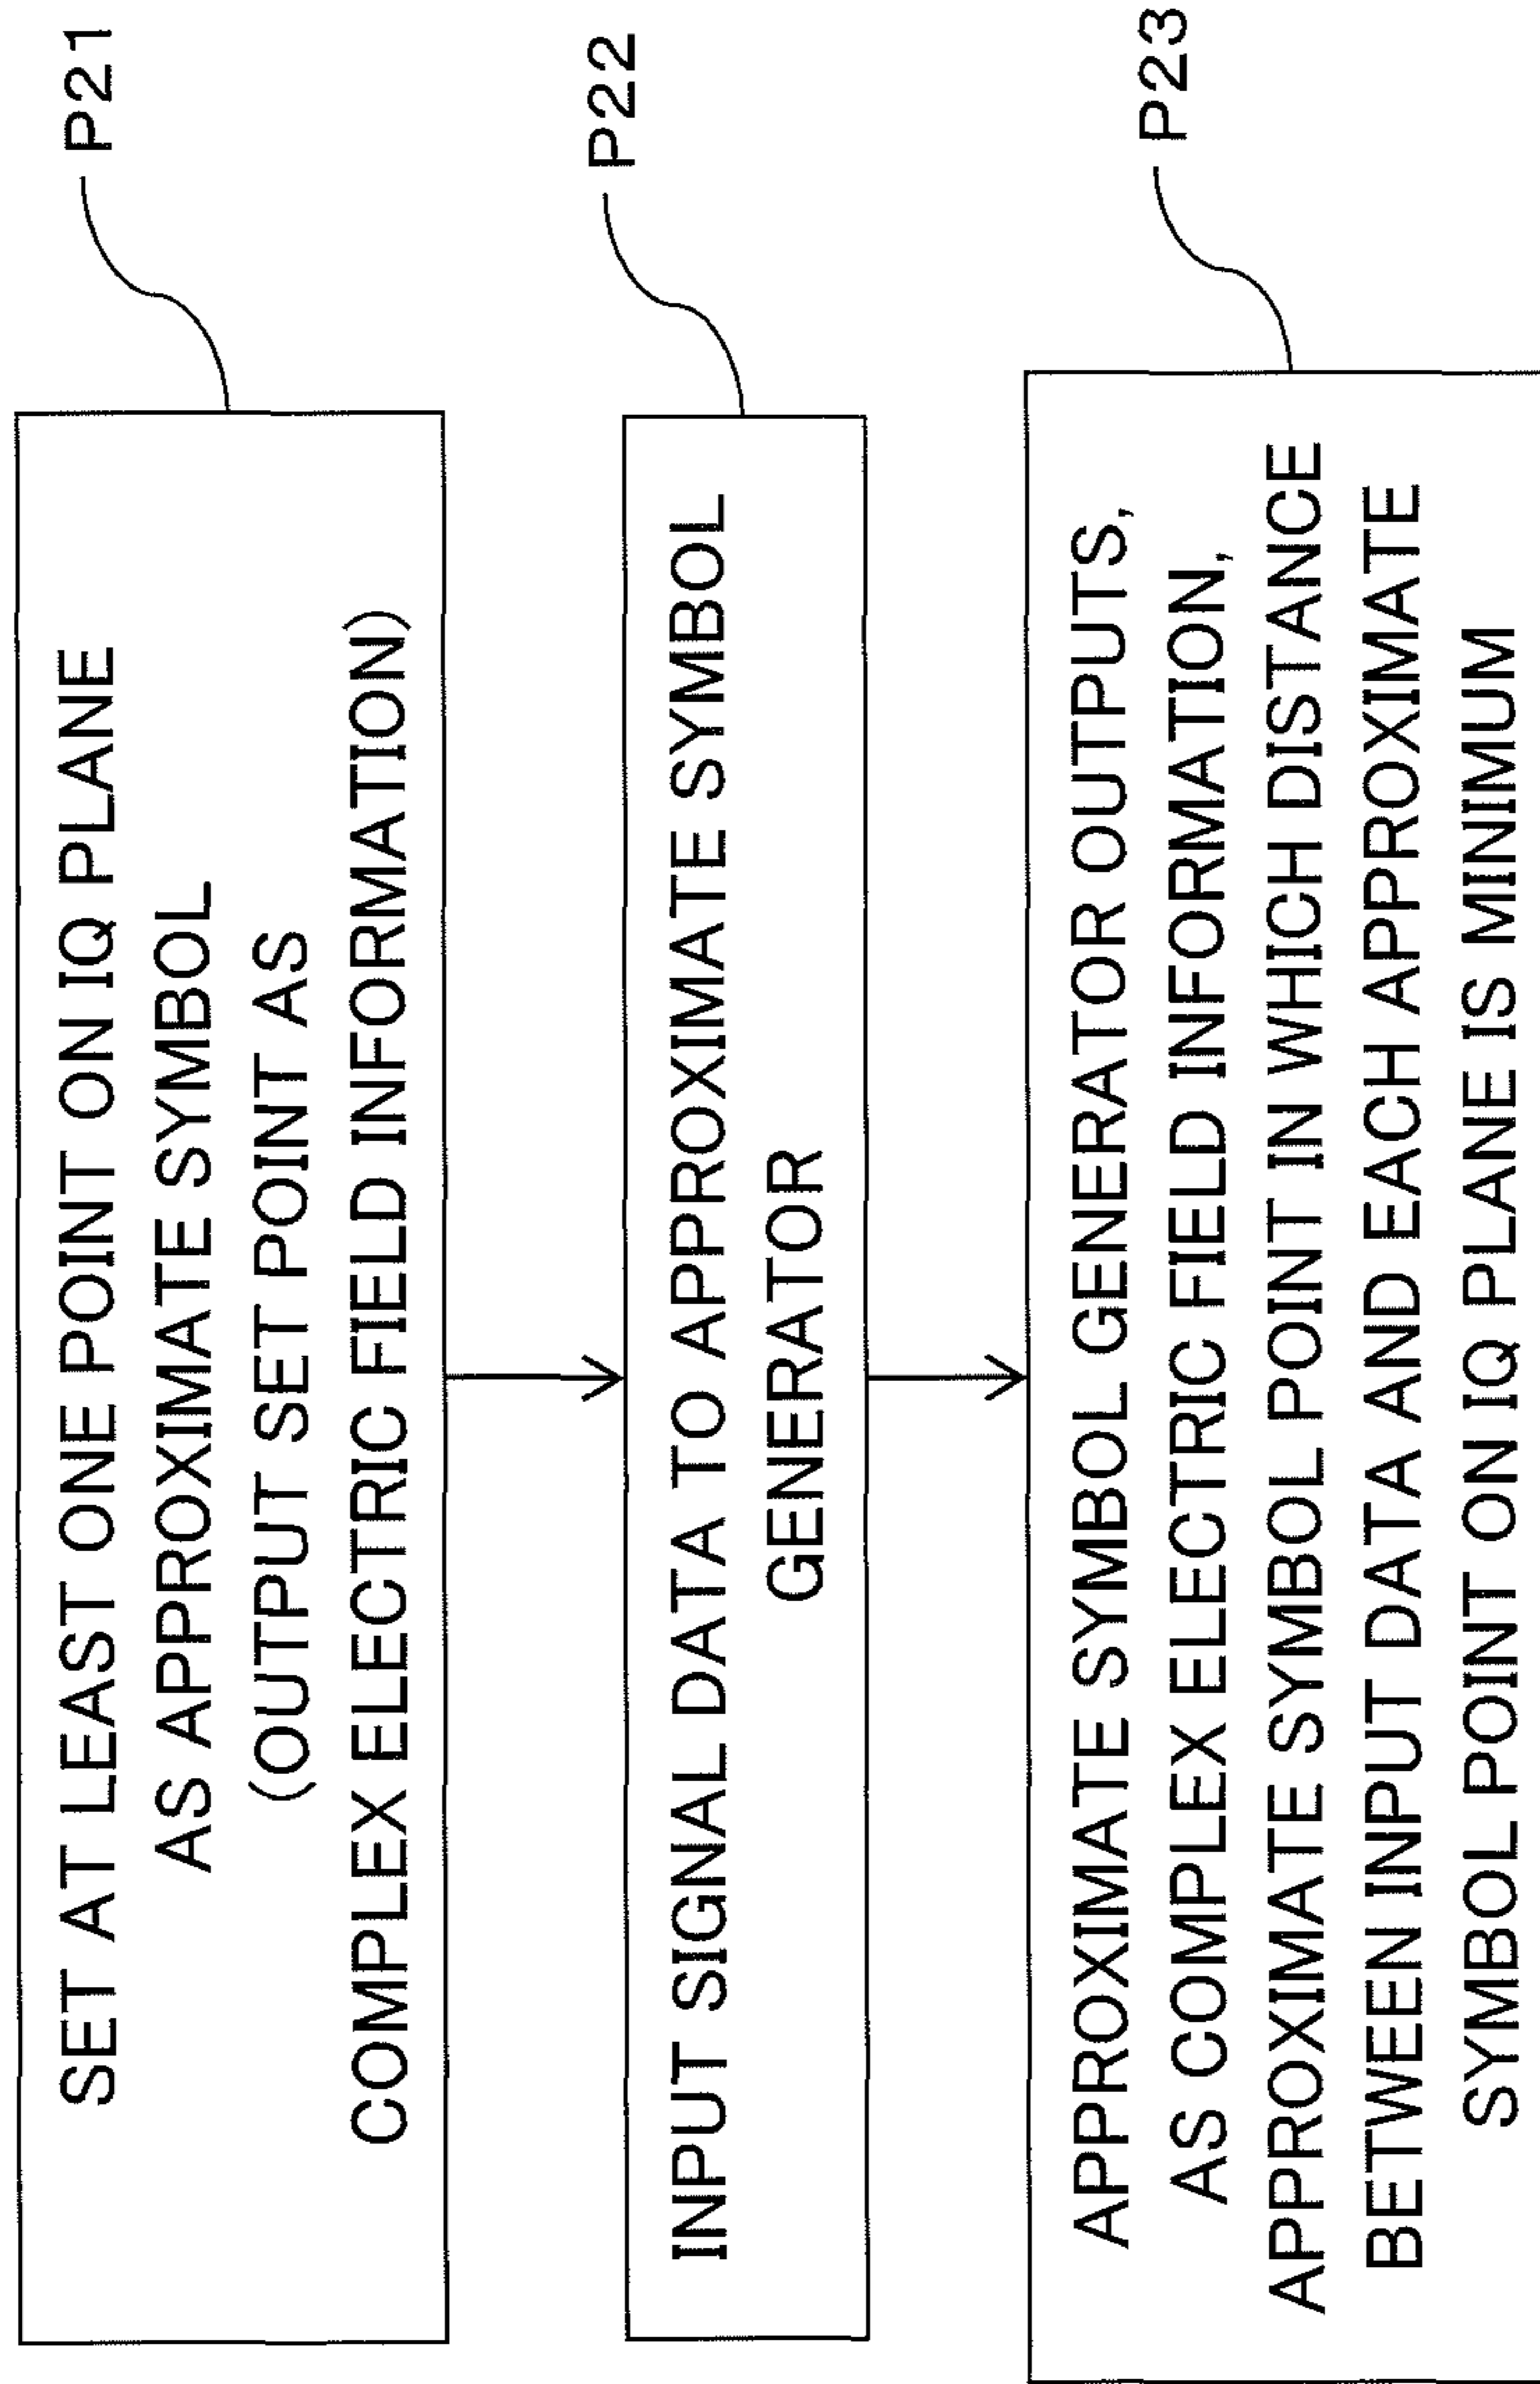 SET AT LEAST ONE POINT ON IQ PLANE
AS APPROXIMATE SYMBOL
(OUTPUT SET POINT AS
COMPLEX ELECTRIC FIELD INFORMATION)
P21
INPUT SIGNAL DATA TO APPROXIMATE SYMBOL
GENERATOR
P22
APPROXIMATE SYMBOL GENERATOR OUTPUTS,
AS COMPLEX ELECTRIC FIELD INFORMATION,
APPROXIMATE SYMBOL POINT IN WHICH DISTANCE
BETWEEN INPUT DATA AND EACH APPROXIMATE
SYMBOL POINT ON IQ PLANE IS MINIMUM
P23